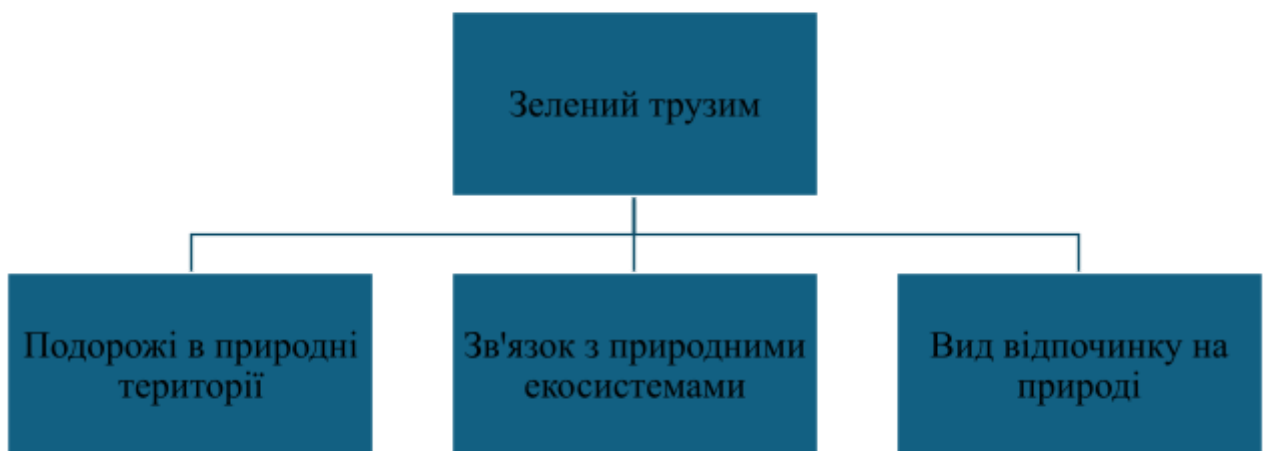 Зелений трузим
Подорожі в природні
території
Зв'язок з природними
екосистемами
Вид відпочинку на
природі